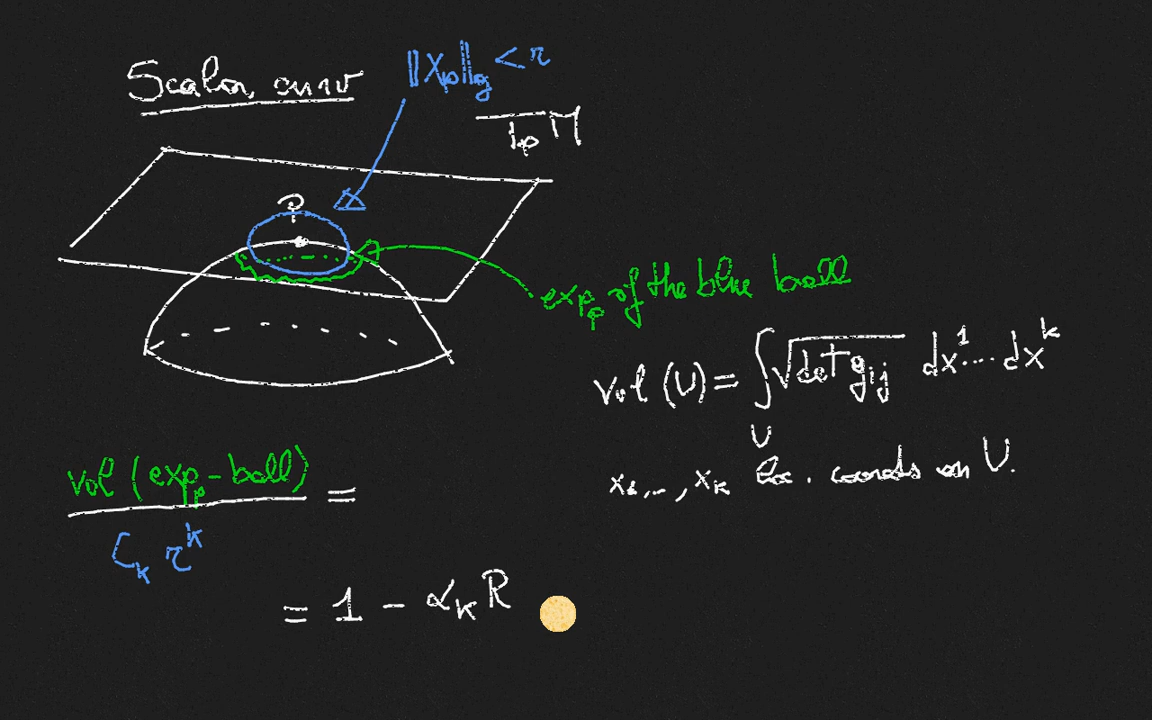 Scalar curv
‖X_p‖_g < r
T_p M
P
exp_p of the blue ball
vol (U) = ∫_U √det g_ij dx^1 ... dx^k
x_1, ..., x_k loc. coords on U.
vol (exp_p - ball) / C_k r^k =
= 1 - α_k R